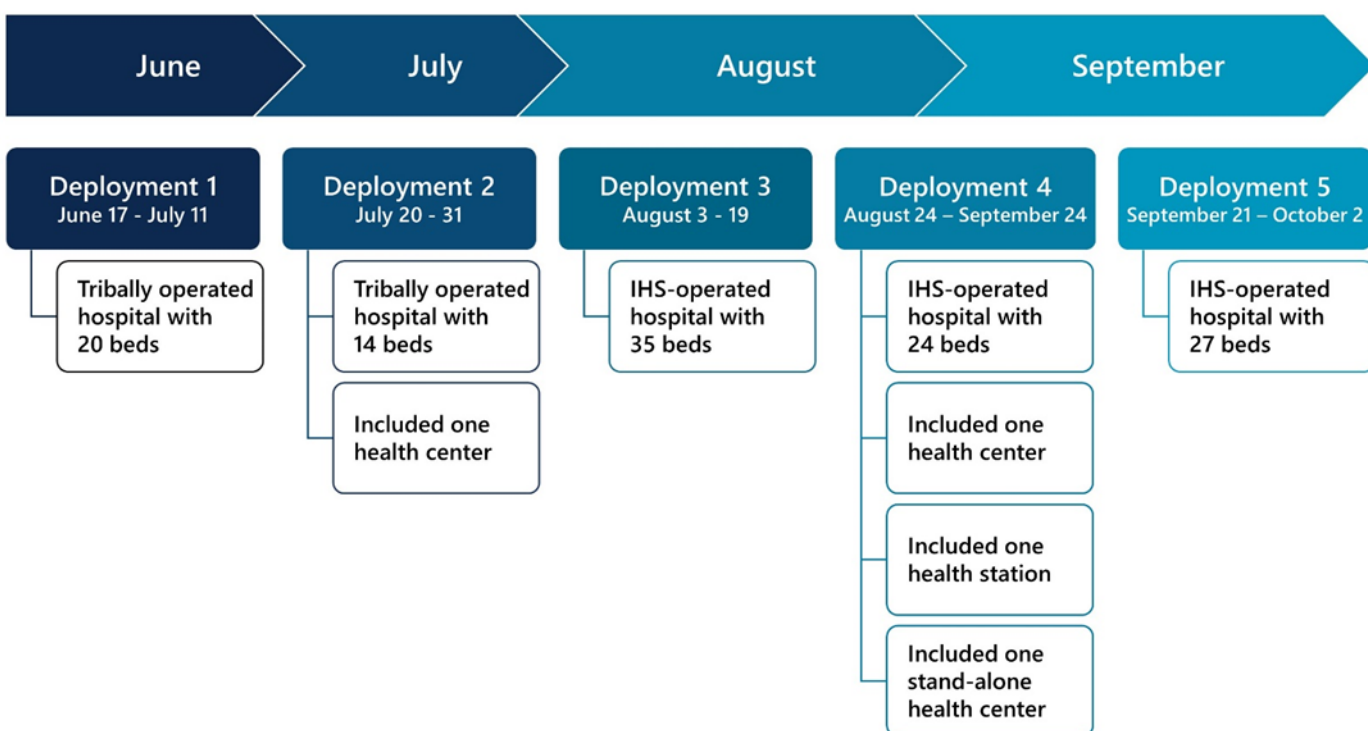 June
July
August
September
Deployment 1
June 17 - July 11
Tribally operated
hospital with
20 beds
Deployment 2
July 20 - 31
Tribally operated
hospital with
14 beds
Included one
health center
Deployment 3
August 3 - 19
IHS-operated
hospital with
35 beds
Deployment 4
August 24 – September 24
IHS-operated
hospital with
24 beds
Included one
health center
Included one
health station
Included one
stand-alone
health center
Deployment 5
September 21 – October 2
IHS-operated
hospital with
27 beds